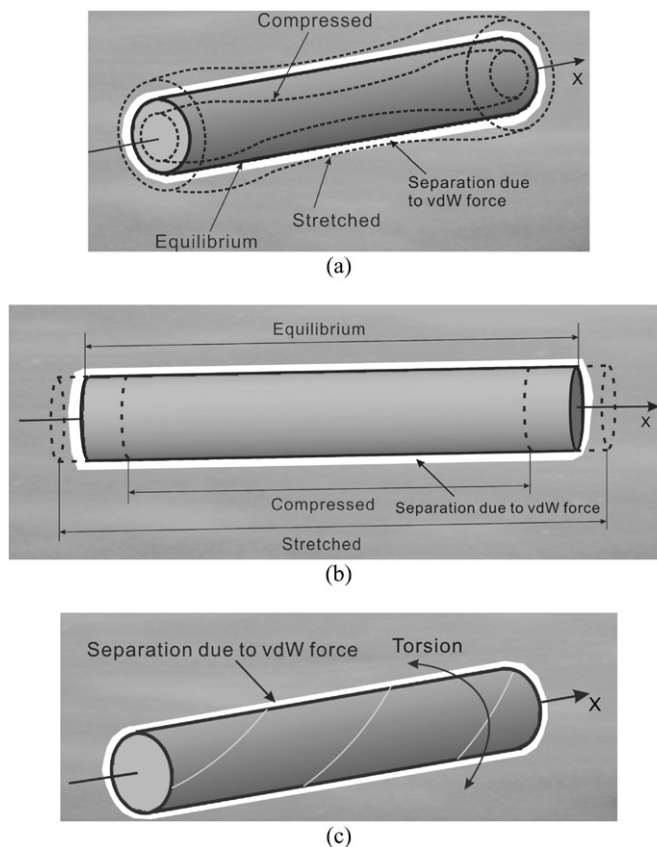 Compressed
X
Separation due
to vdW force
Stretched
Equilibrium
(a)
Equilibrium
x
Compressed
Separation due to vdW force
Stretched
(b)
Separation due to vdW force
Torsion
X
(c)